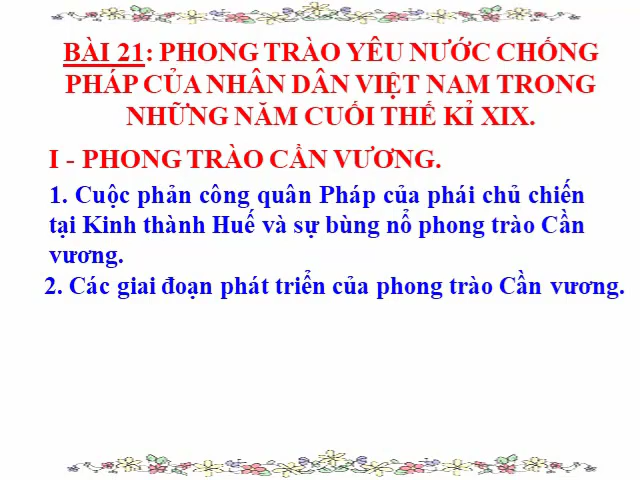 BÀI 21: PHONG TRÀO YÊU NƯỚC CHỐNG
PHÁP CỦA NHÂN DÂN VIỆT NAM TRONG
NHỮNG NĂM CUỐI THẾ KỈ XIX.
I - PHONG TRÀO CẦN VƯƠNG.
1. Cuộc phản công quân Pháp của phái chủ chiến
tại Kinh thành Huế và sự bùng nổ phong trào Cần
vương.
2. Các giai đoạn phát triển của phong trào Cần vương.